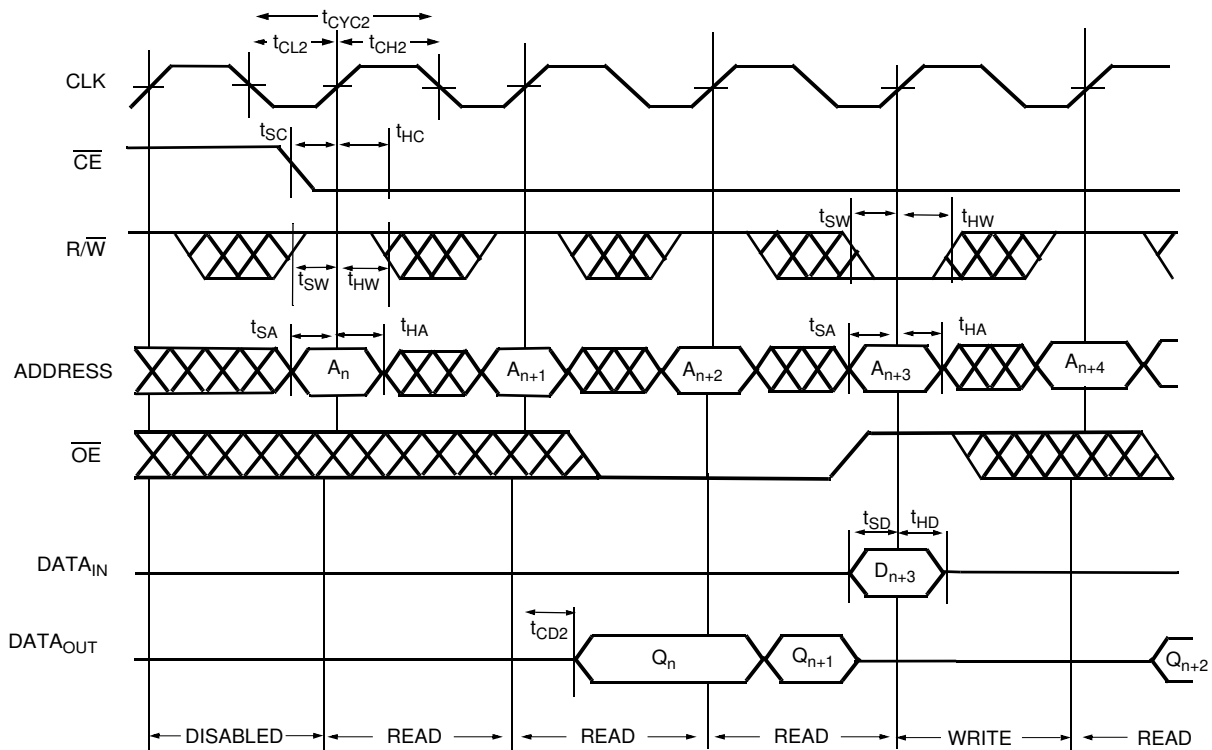 tCYC2
tCL2 tCH2
CLK
tSC tHC
CE
tSW tHW
R/W
tSW tHW
tSA tHA tSA tHA
ADDRESS An An+1 An+2 An+3 An+4
OE
tSD tHD
DATAIN Dn+3
tCD2
DATAOUT Qn Qn+1 Qn+2
DISABLED READ READ READ WRITE READ